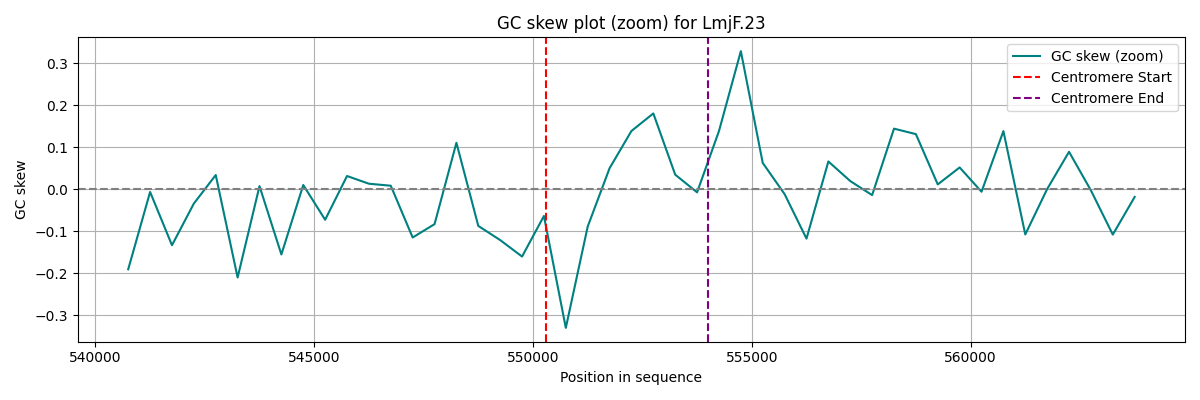 GC skew plot (zoom) for LmjF.23
GC skew (zoom)
Centromere Start
Centromere End
GC skew
0.3
0.2
0.1
0.0
−0.1
−0.2
−0.3
540000
545000
550000
555000
560000
Position in sequence